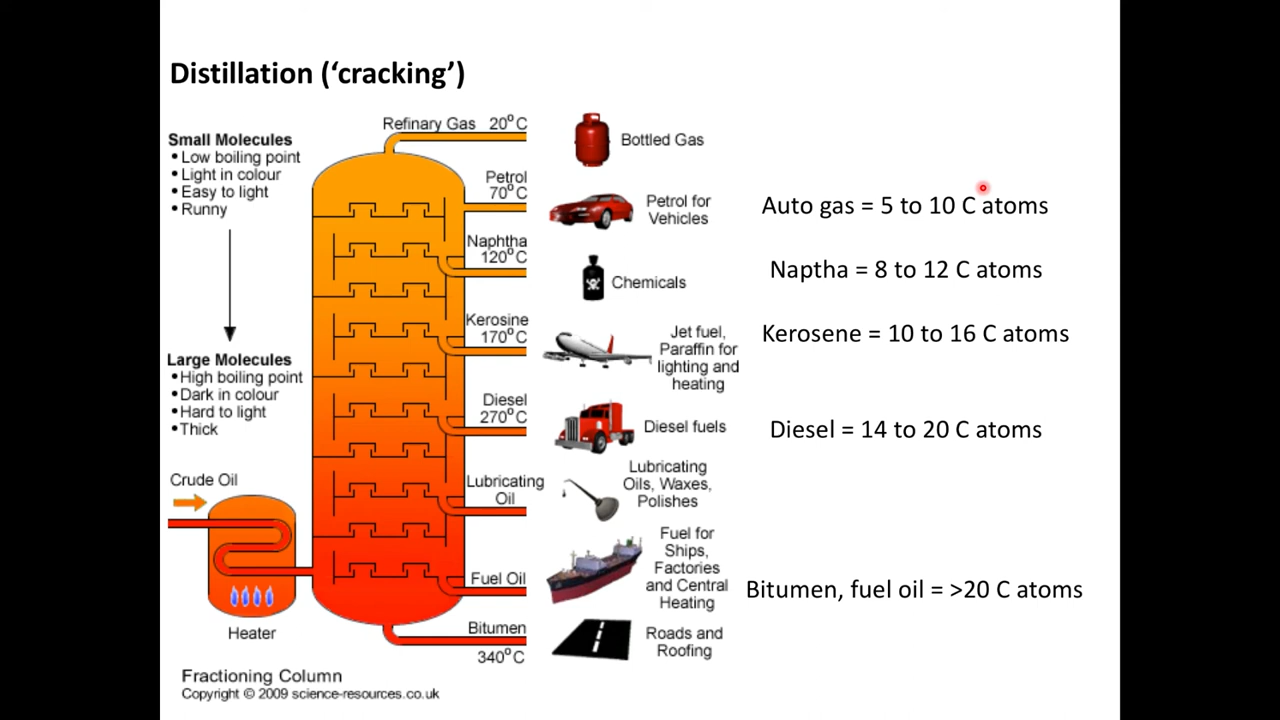 Distillation (‘cracking’)
Small Molecules
• Low boiling point
• Light in colour
• Easy to light
• Runny
Large Molecules
• High boiling point
• Dark in colour
• Hard to light
• Thick
Crude Oil
Heater
Fractioning Column
Copyright © 2009 science-resources.co.uk
Refinary Gas 20°C
Petrol
70°C
Naphtha
120°C
Kerosine
170°C
Diesel
270°C
Lubricating
Oil
Fuel Oil
Bitumen
340°C
Bottled Gas
Petrol for
Vehicles
Chemicals
Jet fuel,
Paraffin for
lighting and
heating
Diesel fuels
Lubricating
Oils, Waxes,
Polishes
Fuel for
Ships,
Factories
and Central
Heating
Roads and
Roofing
Auto gas = 5 to 10 C atoms
Naptha = 8 to 12 C atoms
Kerosene = 10 to 16 C atoms
Diesel = 14 to 20 C atoms
Bitumen, fuel oil = >20 C atoms